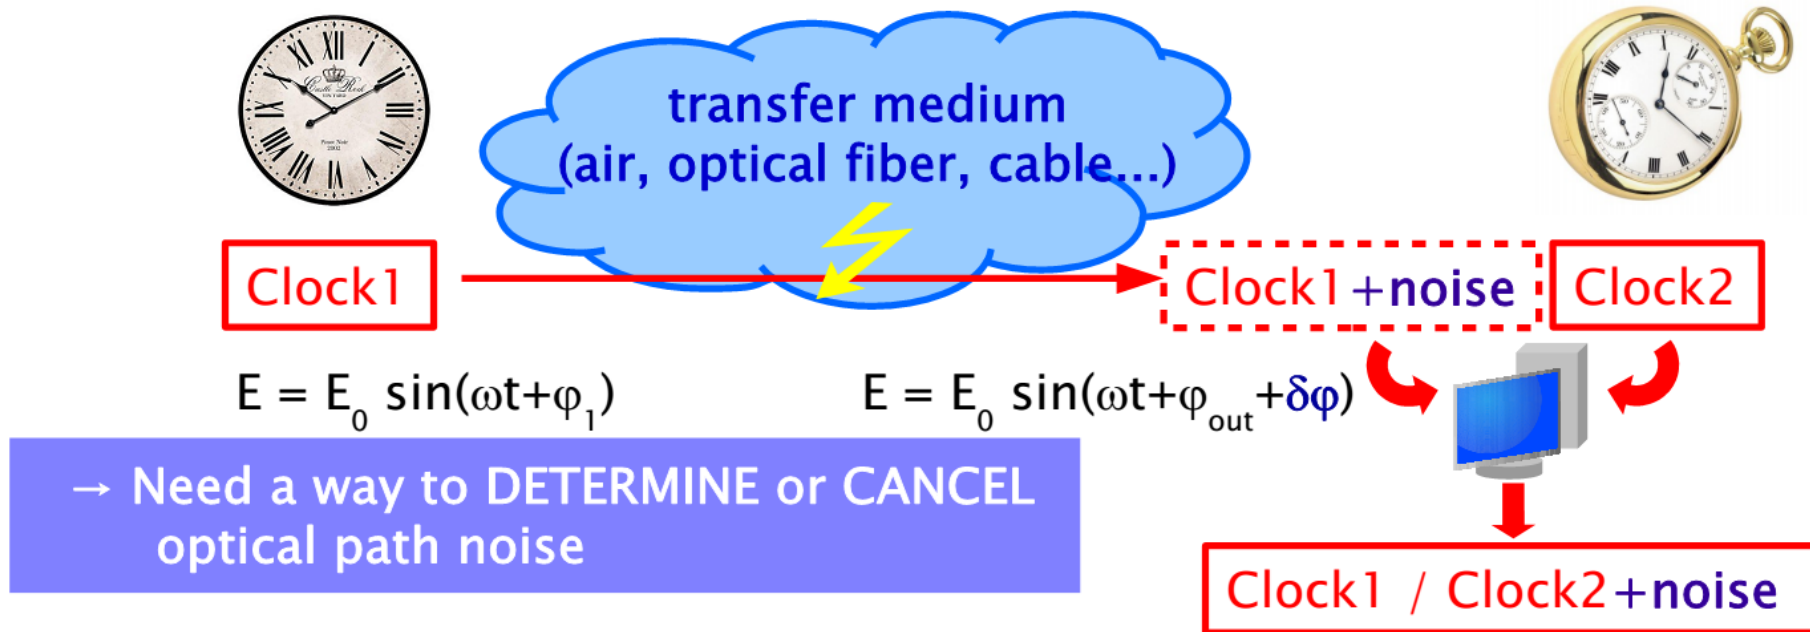 transfer medium
(air, optical fiber, cable...)
Clock1
Clock1+noise
Clock2
E = E₀ sin(ωt+φ₁)
E = E₀ sin(ωt+φ_out+δφ)
→ Need a way to DETERMINE or CANCEL
optical path noise
Clock1 / Clock2+noise